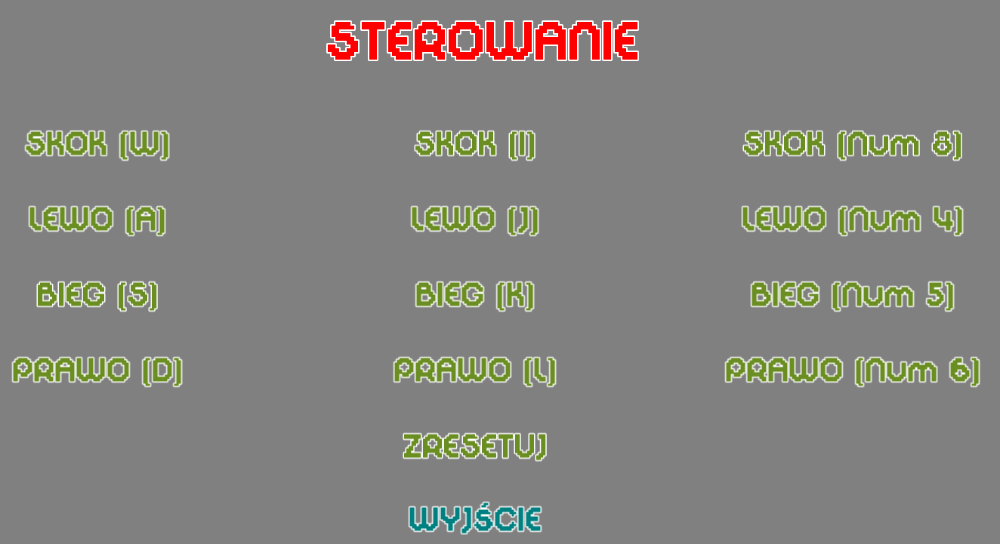 STEROWANIE
SKOK (W) SKOK (I) SKOK (Num 8)
LEWO (A) LEWO (J) LEWO (Num 4)
BIEG (S) BIEG (K) BIEG (Num 5)
PRAWO (D) PRAWO (L) PRAWO (Num 6)
ZRESETUJ
WYJŚCIE